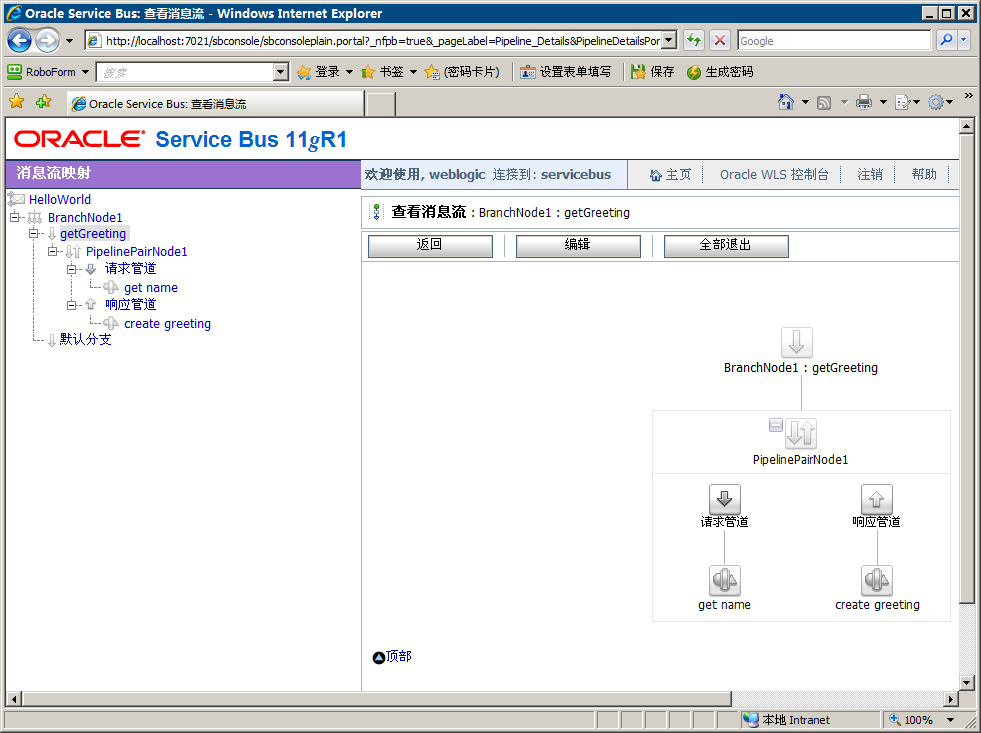 Oracle Service Bus: 查看消息流 - Windows Internet Explorer
http://localhost:7021/sbconsole/sbconsoleplain.portal?_nfpb=true&_pageLabel=Pipeline_Details&PipelineDetailsPor
Google
RoboForm 搜索 登录 书签 (密码卡片) 设置表单填写 保存 生成密码
Oracle Service Bus: 查看消息流
ORACLE Service Bus 11gR1
消息流映射
欢迎使用, weblogic 连接到: servicebus 主页 Oracle WLS 控制台 注销 帮助
HelloWorld
BranchNode1
getGreeting
PipelinePairNode1
请求管道
get name
响应管道
create greeting
默认分支
查看消息流 : BranchNode1 : getGreeting
返回 编辑 全部退出
BranchNode1 : getGreeting
PipelinePairNode1
请求管道 响应管道
get name create greeting
顶部
本地 Intranet 100%